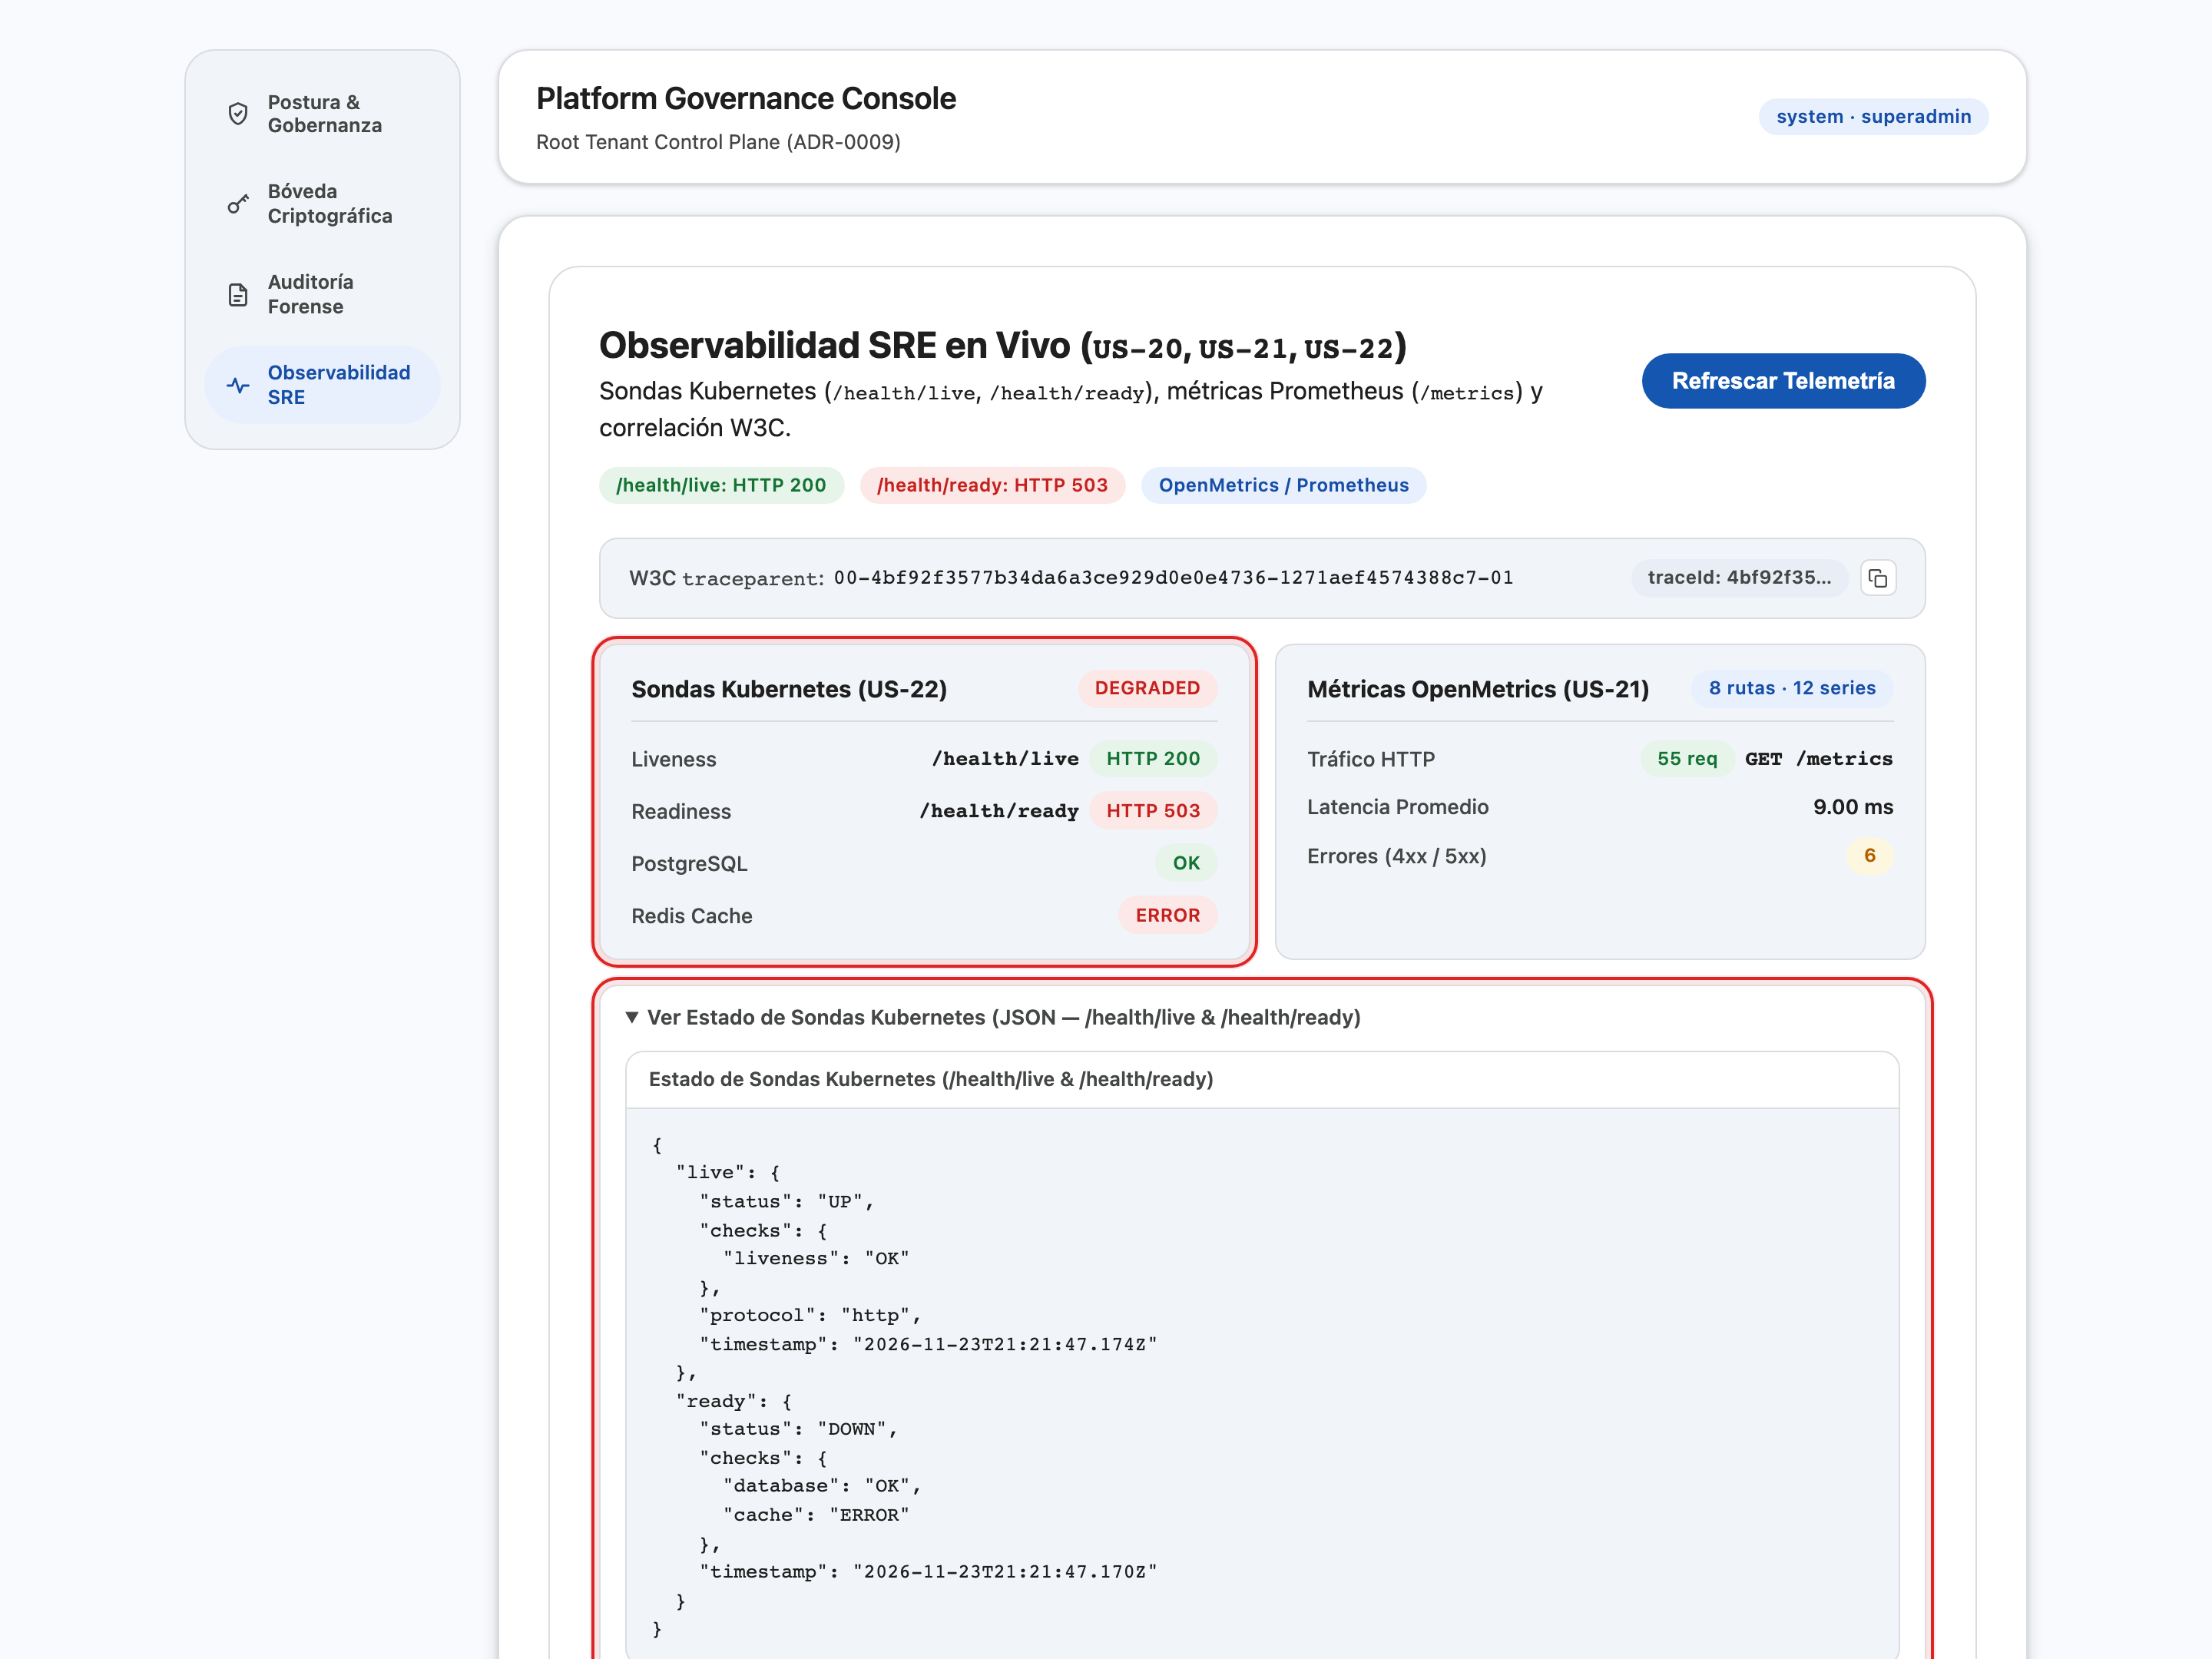 Postura &
Gobernanza
Bóveda
Criptográfica
Auditoría
Forense
Observabilidad
SRE
Platform Governance Console
Root Tenant Control Plane (ADR-0009)
system · superadmin
Observabilidad SRE en Vivo (US-20, US-21, US-22)
Sondas Kubernetes (/health/live, /health/ready), métricas Prometheus (/metrics) y
correlación W3C.
Refrescar Telemetría
/health/live: HTTP 200
/health/ready: HTTP 503
OpenMetrics / Prometheus
W3C traceparent: 00-4bf92f3577b34da6a3ce929d0e0e4736-1271aef4574388c7-01
traceId: 4bf92f35...
Sondas Kubernetes (US-22) DEGRADED
Liveness /health/live HTTP 200
Readiness /health/ready HTTP 503
PostgreSQL OK
Redis Cache ERROR
Métricas OpenMetrics (US-21) 8 rutas · 12 series
Tráfico HTTP 55 req GET /metrics
Latencia Promedio 9.00 ms
Errores (4xx / 5xx) 6
▼ Ver Estado de Sondas Kubernetes (JSON — /health/live & /health/ready)
Estado de Sondas Kubernetes (/health/live & /health/ready)
{
  "live": {
    "status": "UP",
    "checks": {
      "liveness": "OK"
    },
    "protocol": "http",
    "timestamp": "2026-11-23T21:21:47.174Z"
  },
  "ready": {
    "status": "DOWN",
    "checks": {
      "database": "OK",
      "cache": "ERROR"
    },
    "timestamp": "2026-11-23T21:21:47.170Z"
  }
}